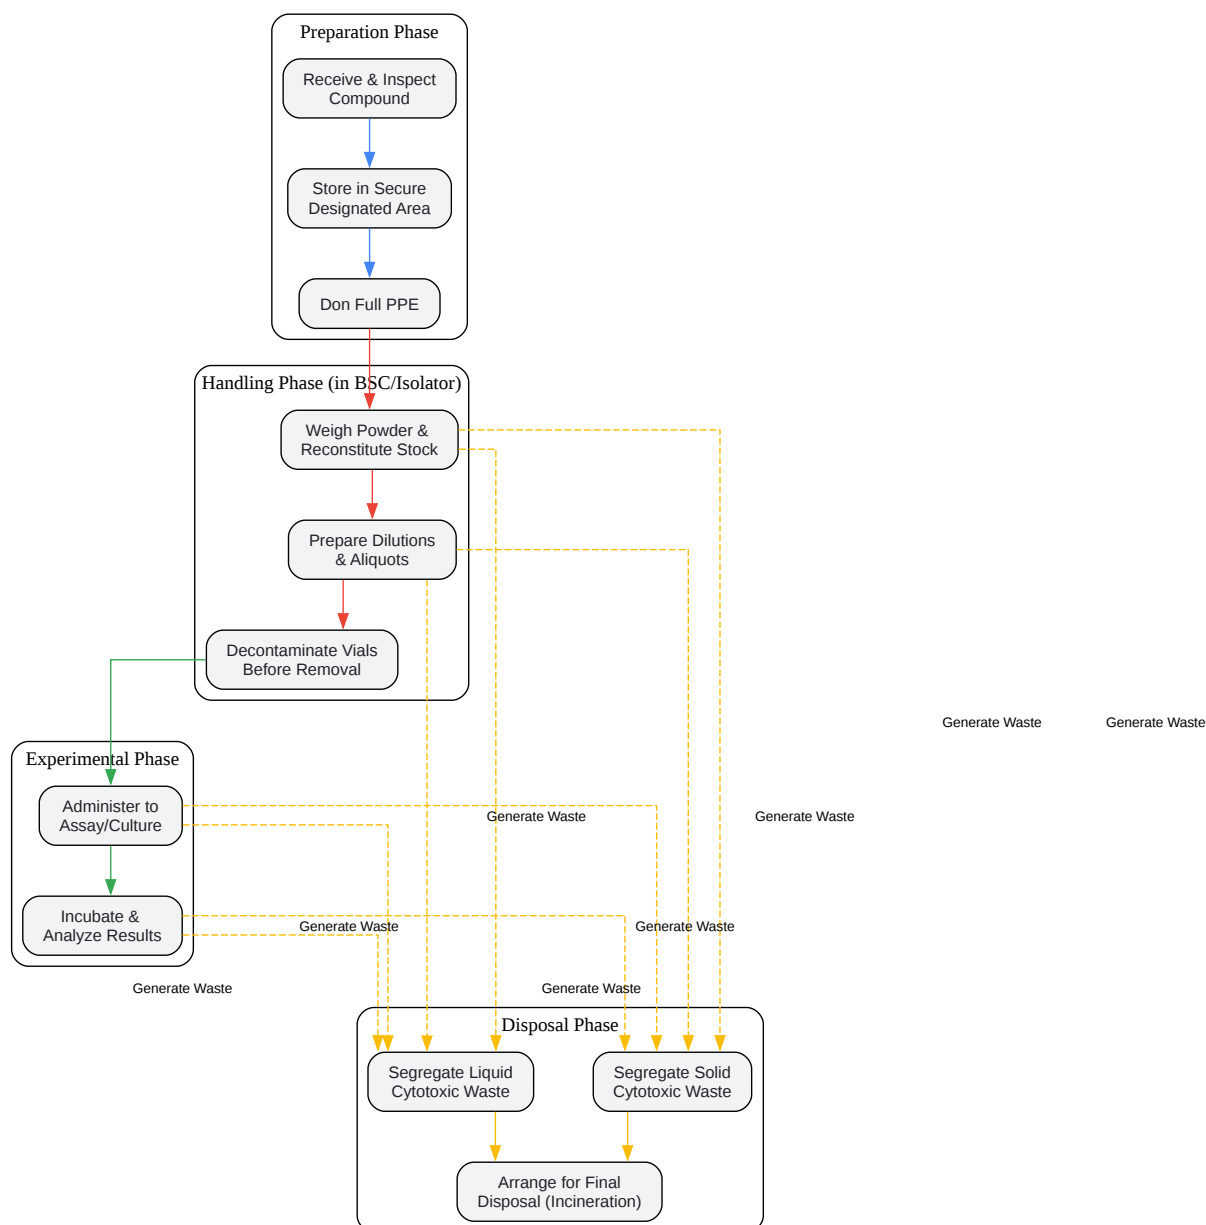 Preparation Phase
Receive & Inspect
Compound
Store in Secure
Designated Area
Don Full PPE
Handling Phase (in BSC/Isolator)
Weigh Powder &
Reconstitute Stock
Prepare Dilutions
& Aliquots
Decontaminate Vials
Before Removal
Generate Waste
Generate Waste
Experimental Phase
Administer to
Assay/Culture
Generate Waste
Generate Waste
Incubate &
Analyze Results
Generate Waste
Generate Waste
Generate Waste
Generate Waste
Disposal Phase
Segregate Liquid
Cytotoxic Waste
Segregate Solid
Cytotoxic Waste
Arrange for Final
Disposal (Incineration)